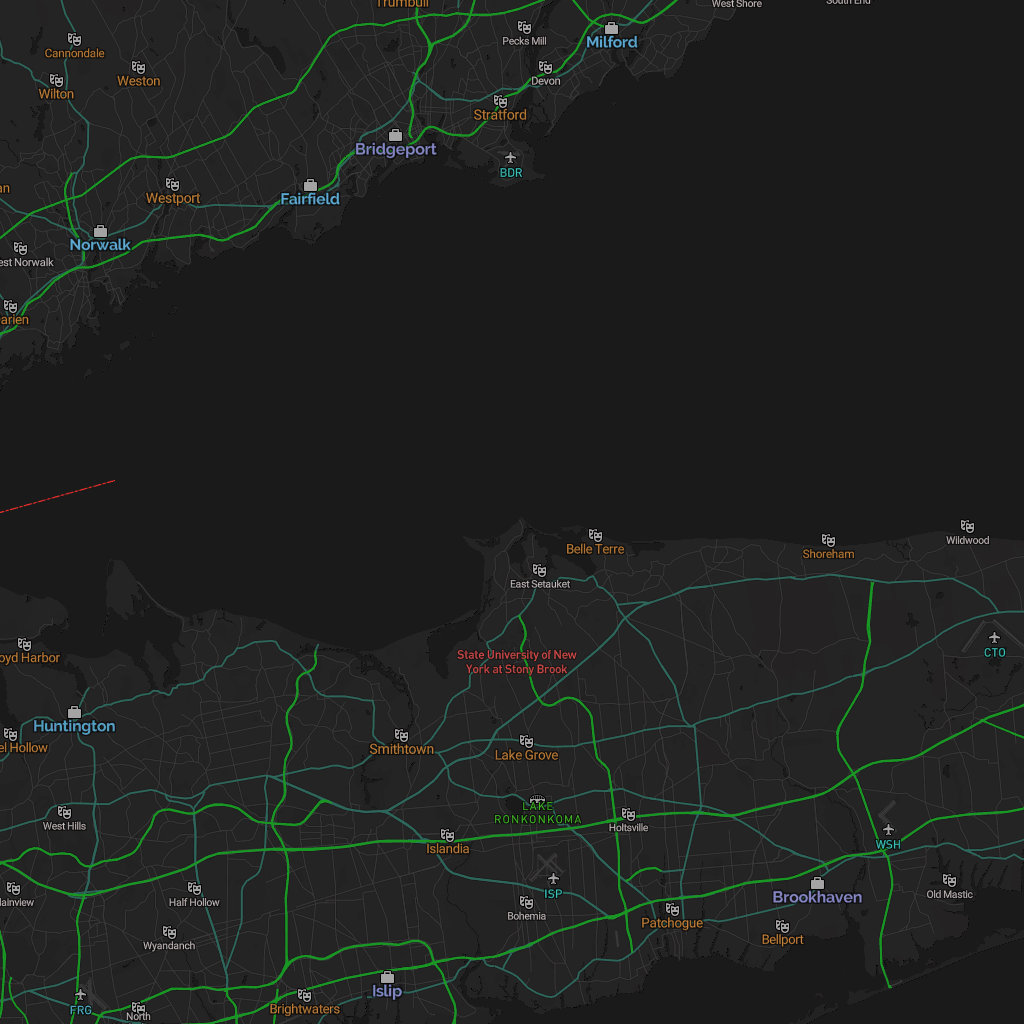 Trumbull
West Shore
South End
Pecks Mill
Milford
Cannondale
Weston
Wilton
Devon
Stratford
Bridgeport
BDR
an
Westport
Fairfield
Norwalk
est Norwalk
arien
Belle Terre
Shoreham
Wildwood
East Setauket
State University of New
York at Stony Brook
CTO
oyd Harbor
Huntington
el Hollow
Smithtown
Lake Grove
LAKE
RONKONKOMA
West Hills
Holtsville
Islandia
WSH
lainview
Half Hollow
ISP
Bohemia
Brookhaven
Old Mastic
Patchogue
Bellport
Wyandanch
Islip
FRG
North
Brightwaters